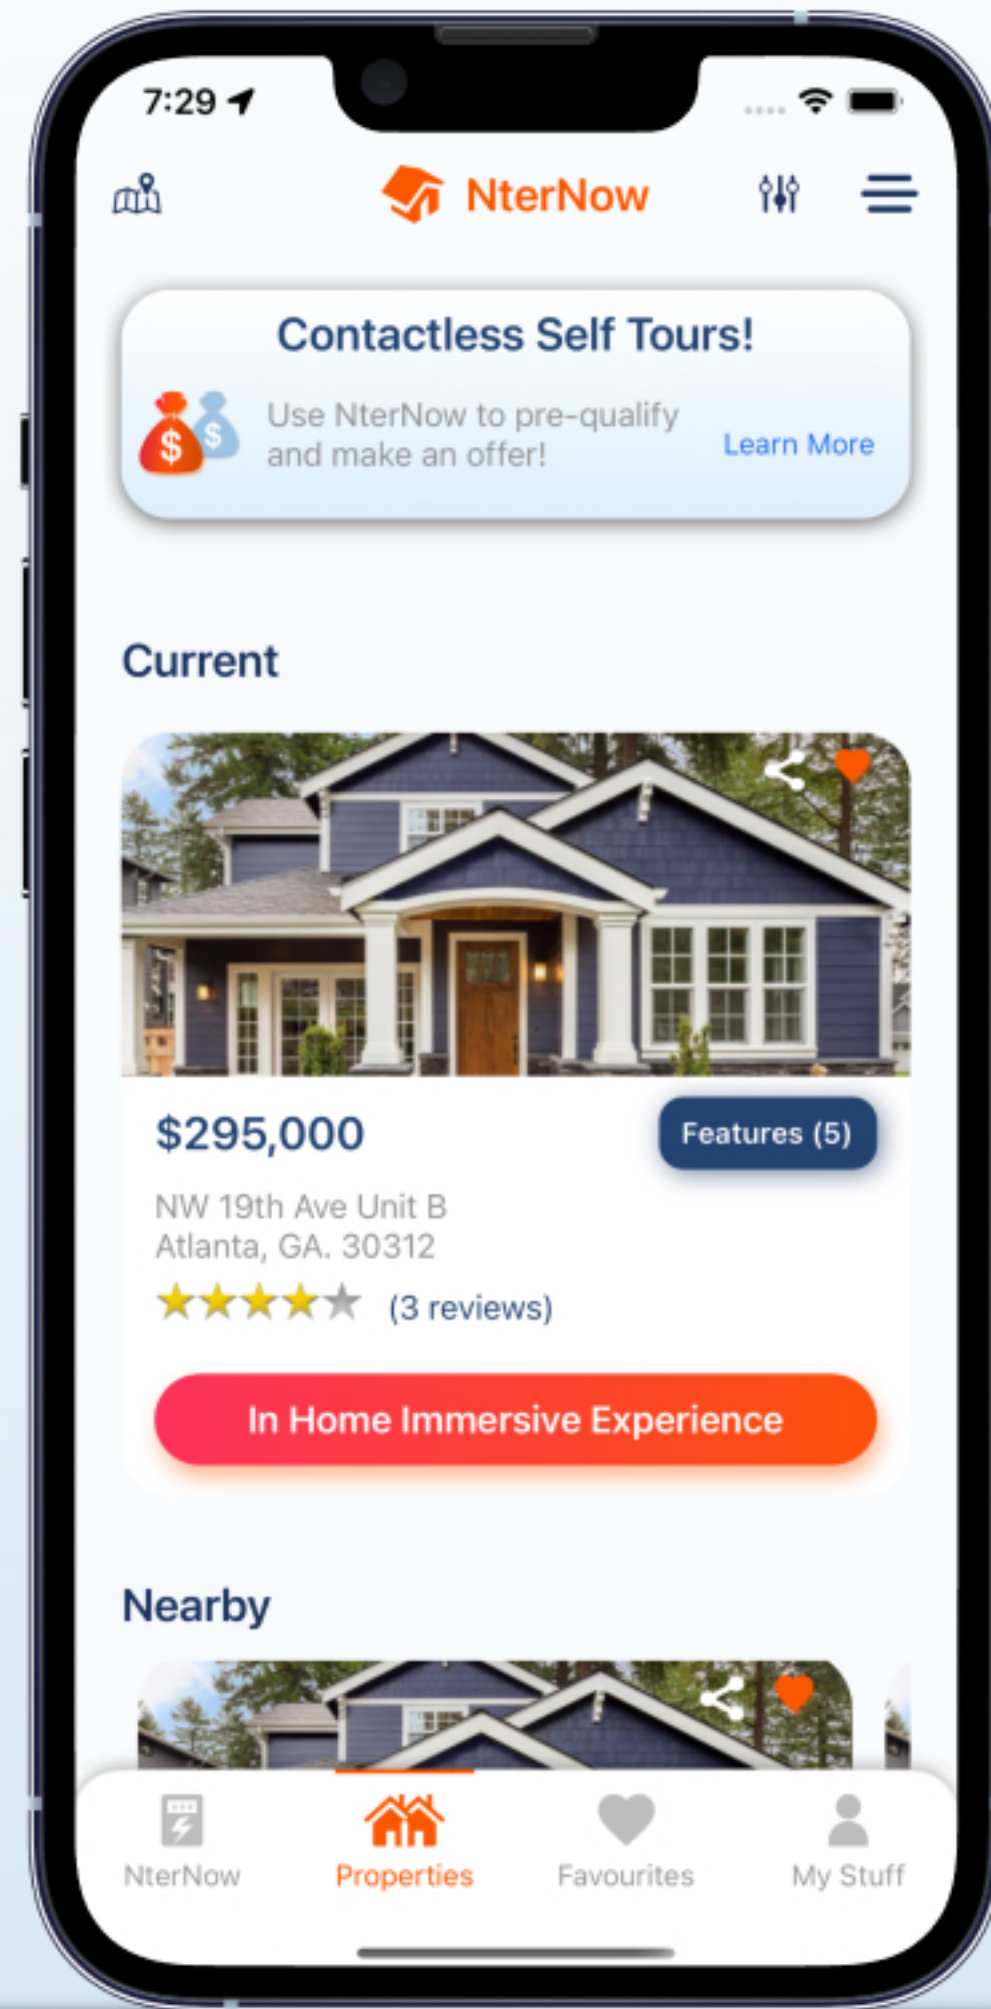 7:29
NterNow
Contactless Self Tours!
$ $
Use NterNow to pre-qualify
and make an offer!
Learn More
Current
$295,000
Features (5)
NW 19th Ave Unit B
Atlanta, GA. 30312
(3 reviews)
In Home Immersive Experience
Nearby
NterNow
Properties
Favourites
My Stuff